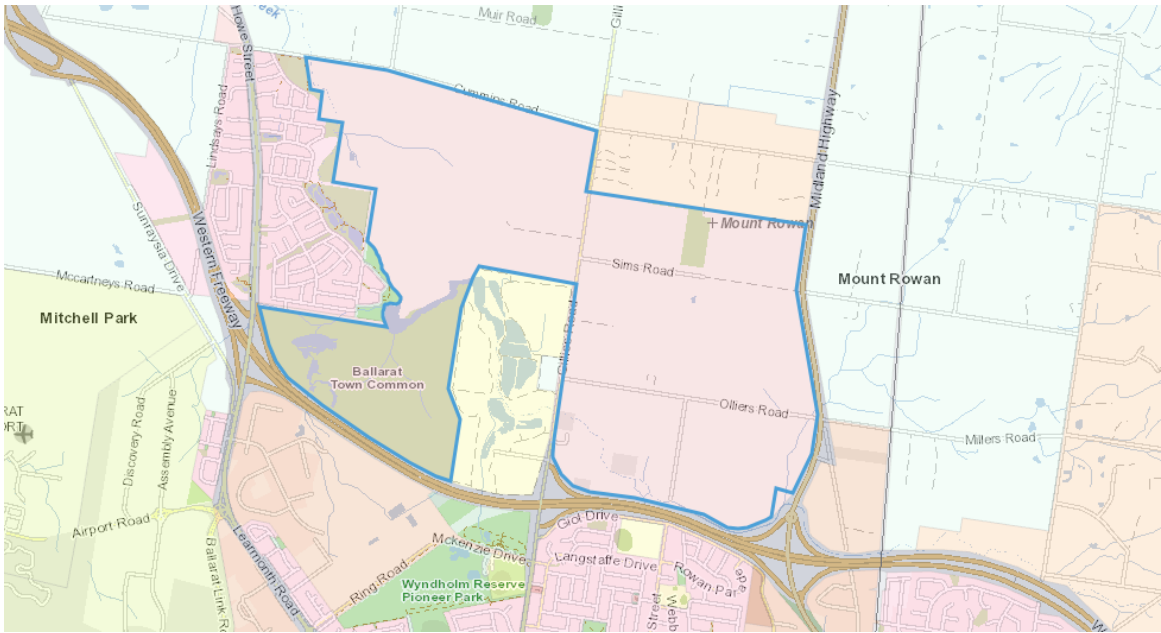 Muir Road
Howe Street
Cummins Road
Lindsays Road
Midland Highway
Sunraysia Drive
Western Freeway
Mount Rowan
Sims Road
Mccartneys Road
Mount Rowan
Mitchell Park
Gillies Road
Ballarat
Town Common
Olliers Road
Millers Road
Discovery Road
Assembly Avenue
Airport Road
Learmonth Road
Ballarat Link
Ring Road
Giot Drive
Mckenzie Drive
Langstaffe Drive
Wyndholm Reserve
Pioneer Park
Rowan Par
Street